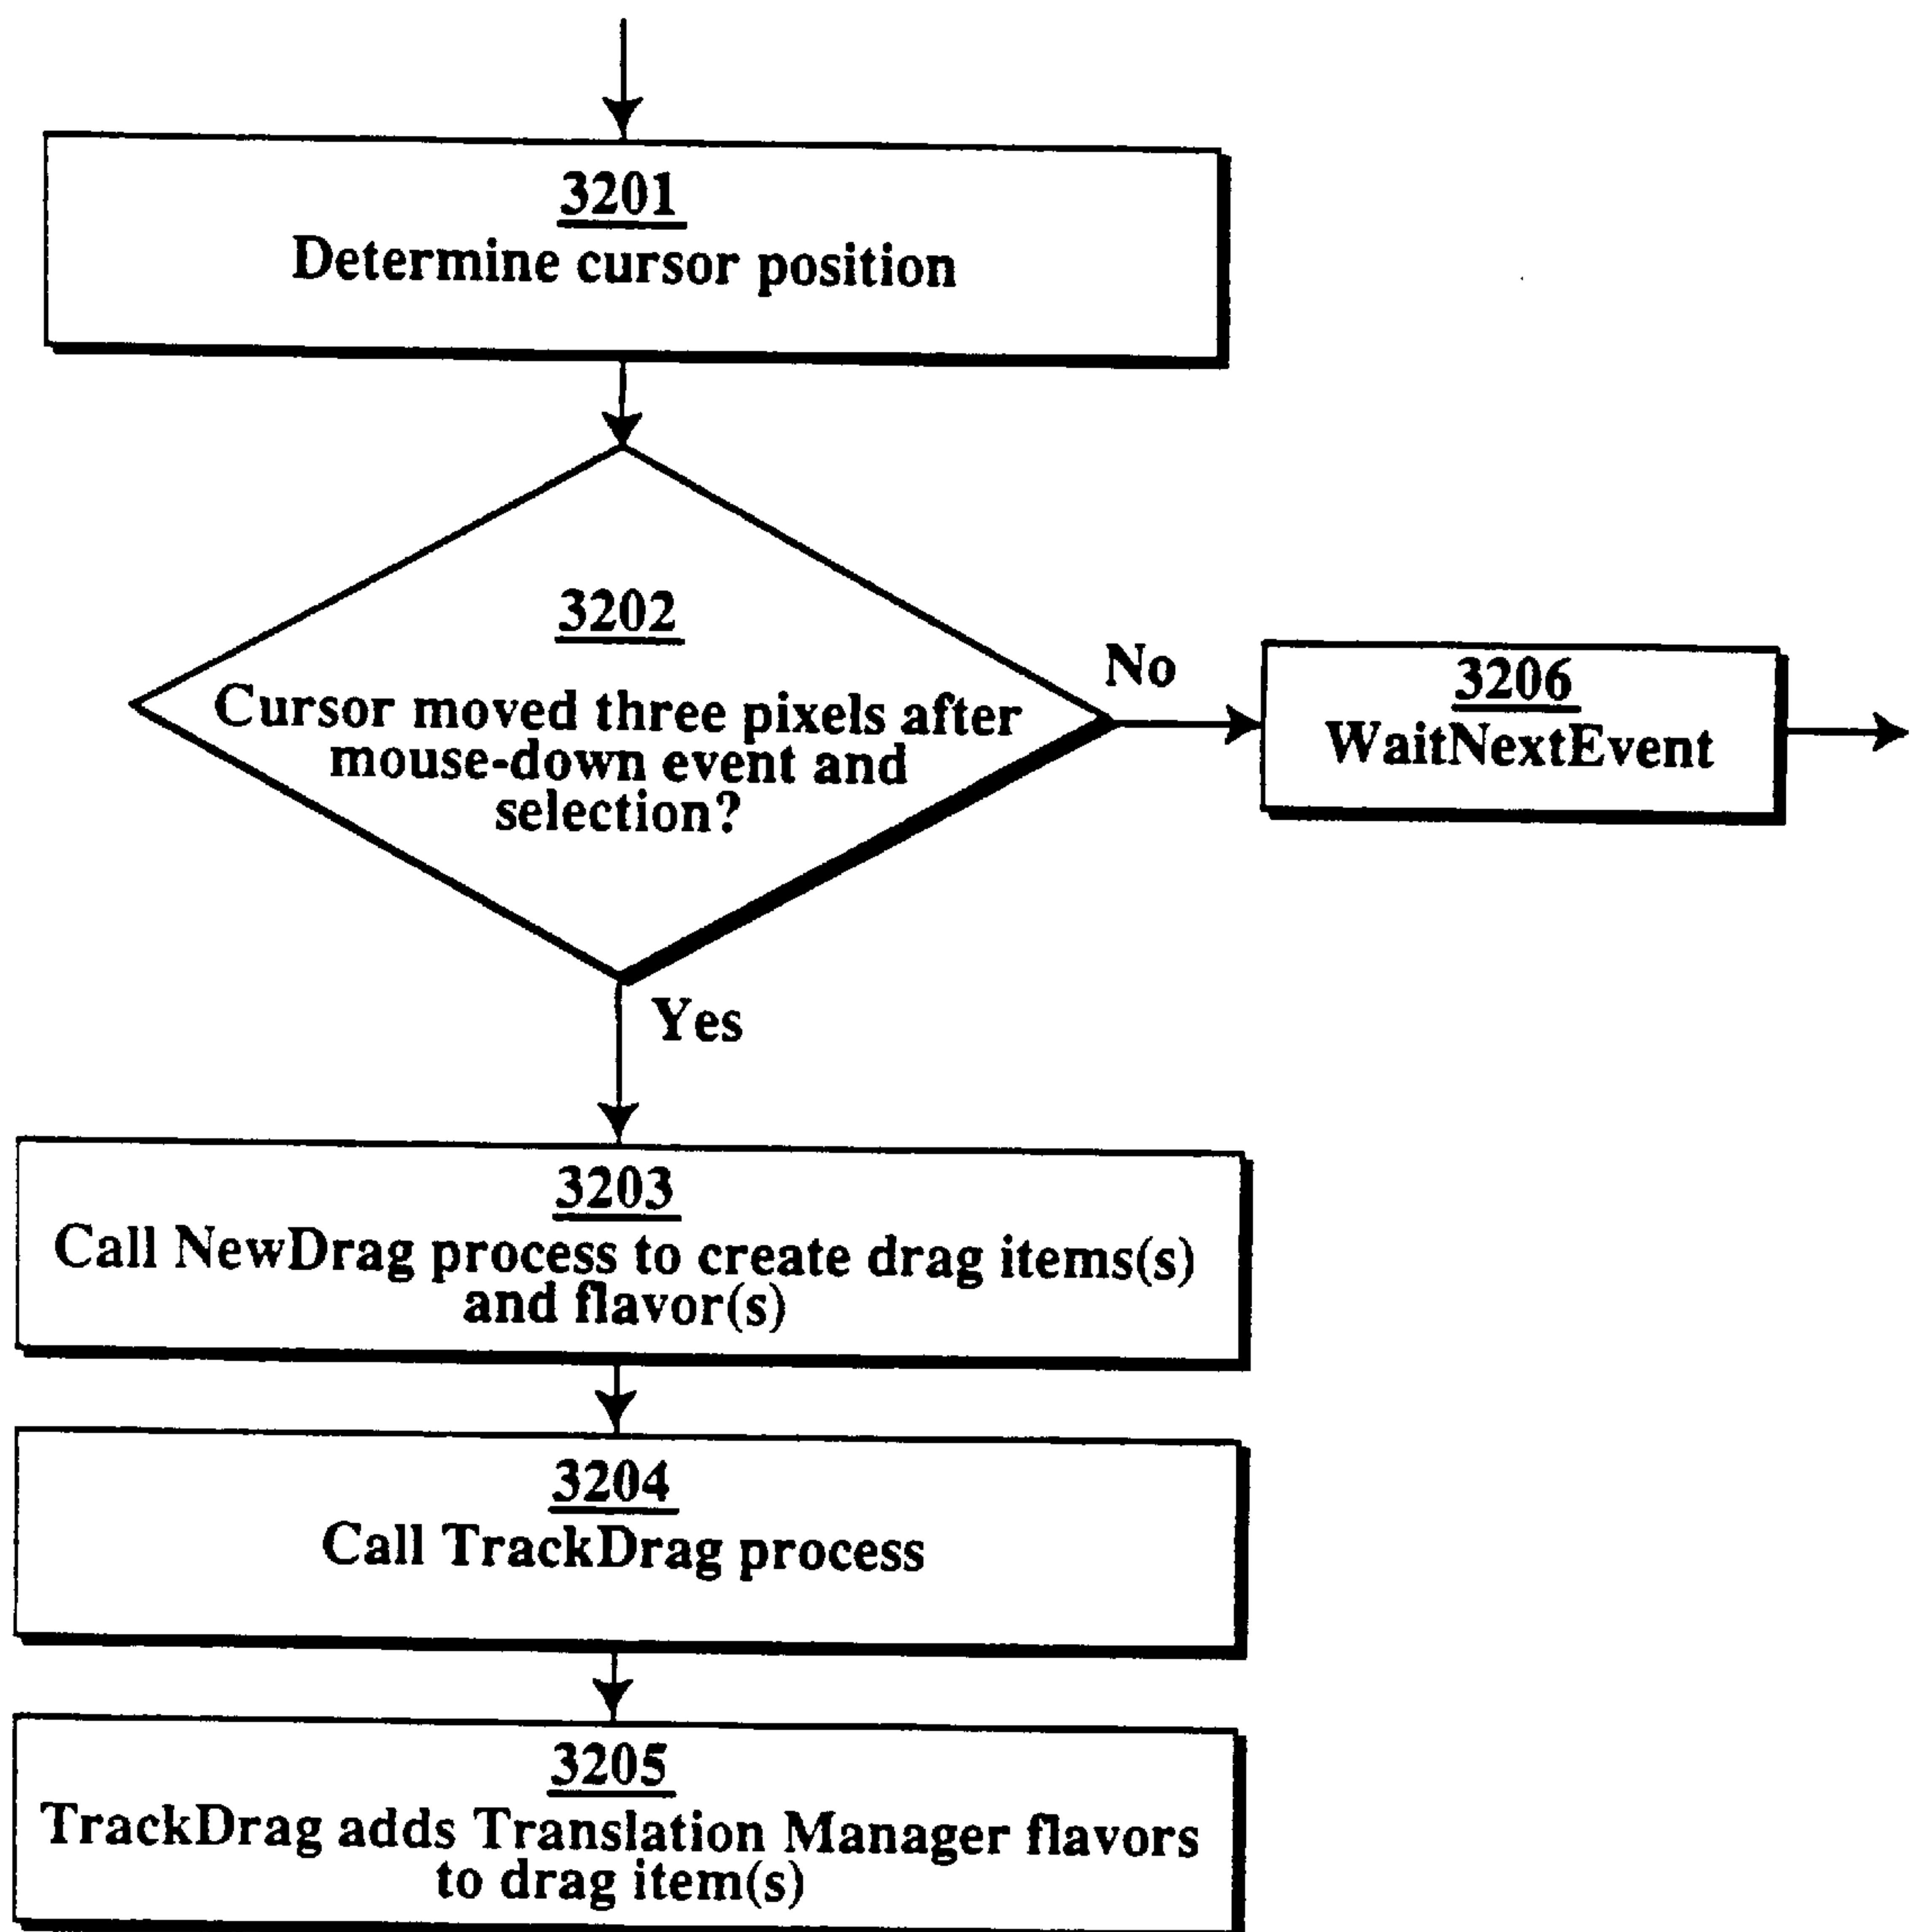 3201
Determine cursor position
3202
Cursor moved three pixels after
mouse-down event and
selection?
No
3206
WaitNextEvent
Yes
3203
Call NewDrag process to create drag items(s)
and flavor(s)
3204
Call TrackDrag process
3205
TrackDrag adds Translation Manager flavors
to drag item(s)